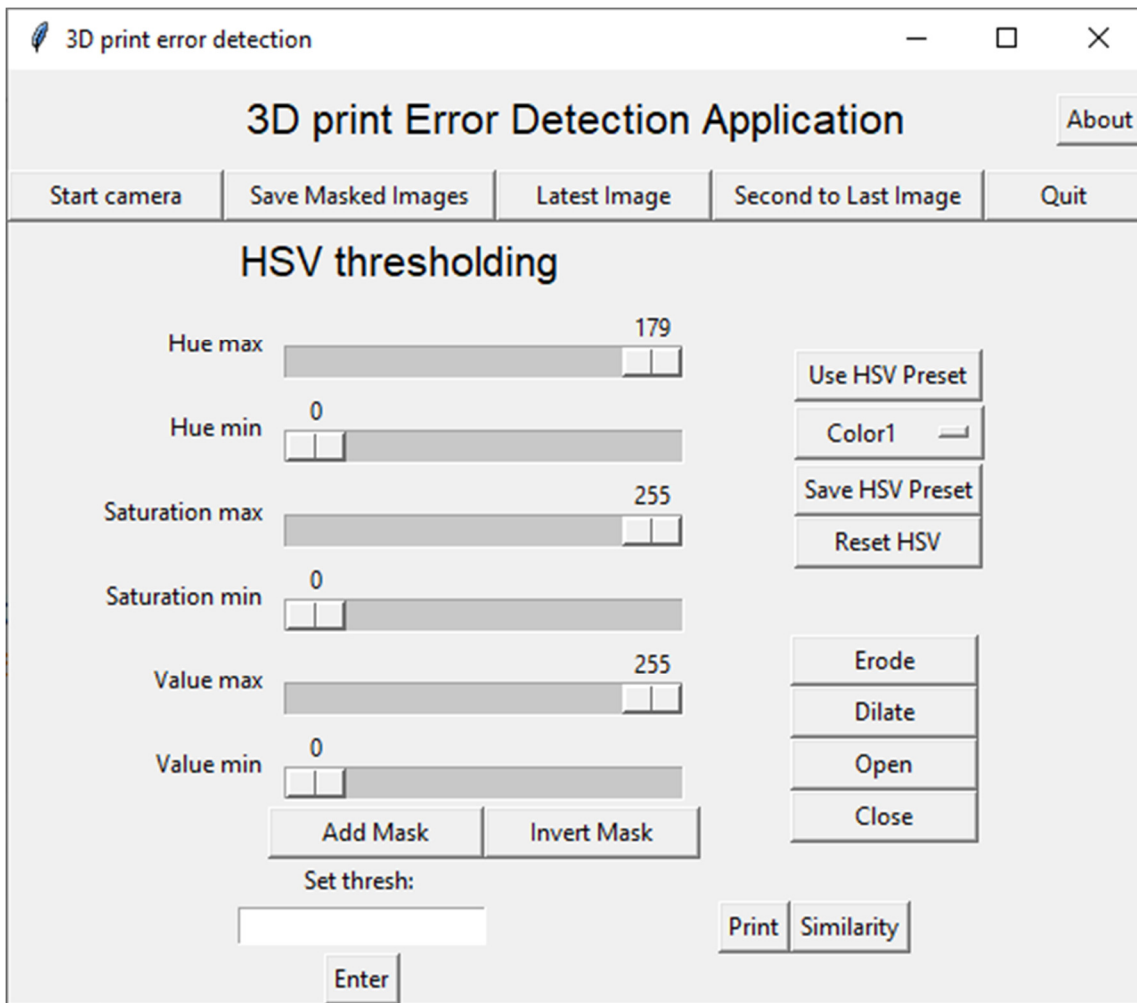 3D print error detection
3D print Error Detection Application
About
Start camera
Save Masked Images
Latest Image
Second to Last Image
Quit
HSV thresholding
Hue max
179
Hue min
0
Saturation max
255
Saturation min
0
Value max
255
Value min
0
Use HSV Preset
Color1
Save HSV Preset
Reset HSV
Erode
Dilate
Open
Close
Add Mask
Invert Mask
Set thresh:
Enter
Print
Similarity